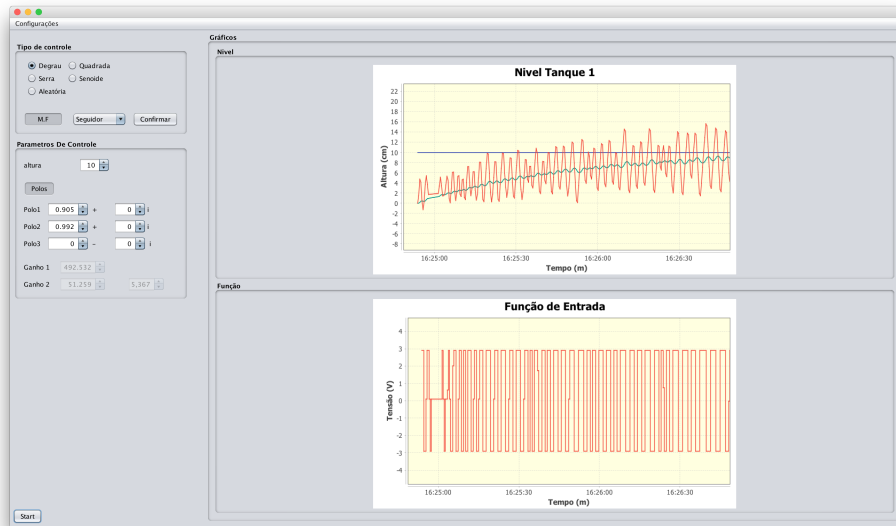 Configurações
Tipo de controle
Degrau Quadrada
Serra Senoide
Aleatória
M.F Seguidor Confirmar
Parametros De Controle
altura 10
Polos
Polo1 0.905 + 0 i
Polo2 0.992 + 0 i
Polo3 0 - 0 i
Ganho 1 492.532
Ganho 2 51.259 5,367
Start
Gráficos
Nivel
Nivel Tanque 1
22
20
18
16
14
12
10
8
6
4
2
0
-2
-4
-6
-8
Altura (cm)
16:25:00 16:25:30 16:26:00 16:26:30
Tempo (m)
Função
Função de Entrada
4
3
2
1
0
-1
-2
-3
-4
Tensão (V)
16:25:00 16:25:30 16:26:00 16:26:30
Tempo (m)